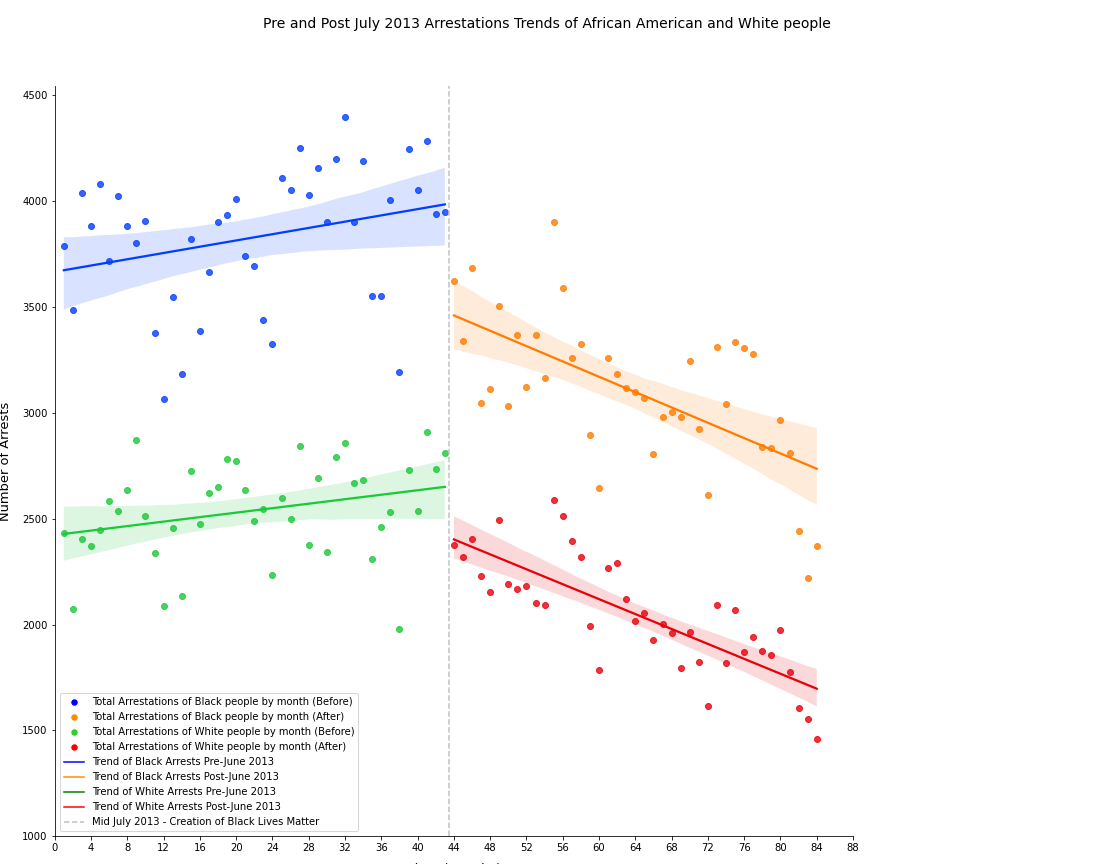 Pre and Post July 2013 Arrestations Trends of African American and White people
4500
4000
3500
3000
2500
2000
1500
1000
Number of Arrests
Total Arrestations of Black people by month (Before)
Total Arrestations of Black people by month (After)
Total Arrestations of White people by month (Before)
Total Arrestations of White people by month (After)
Trend of Black Arrests Pre-June 2013
Trend of Black Arrests Post-June 2013
Trend of White Arrests Pre-June 2013
Trend of White Arrests Post-June 2013
Mid July 2013 - Creation of Black Lives Matter
0 4 8 12 16 20 24 28 32 36 40 44 48 52 56 60 64 68 72 76 80 84 88